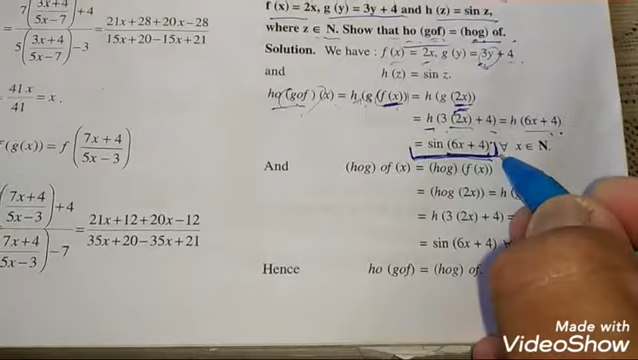 7(3x+4/5x-7)+4
5(3x+4/5x-7)-3
= 21x+28+20x-28
15x+20-15x+21
41x/41 = x.
(g(x)) = f (7x+4/5x-3)
(7x+4/5x-3)+4
(7x+4/5x-3)-7
= 21x+12+20x-12
35x+20-35x+21
f (x) = 2x, g (y) = 3y + 4 and h (z) = sin z,
where z ∈ N. Show that ho (gof) = (hog) of.
Solution. We have : f (x) = 2x, g (y) = 3y + 4
and h (z) = sin z.
ho (gof) (x) = h (g (f (x)) = h (g (2x))
= h (3 (2x) + 4) = h (6x + 4)
= sin (6x + 4) ∀ x ∈ N.
And (hog) of (x) = (hog) (f (x))
= (hog (2x)) = h (
= h (3 (2x) + 4) =
= sin (6x + 4) ∀
Hence ho (gof) = (hog) of.
Made with
VideoShow